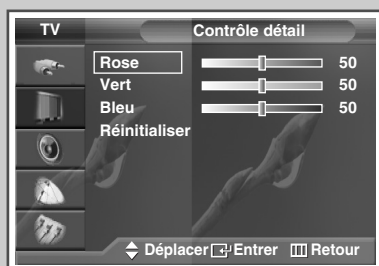 TV Contrôle détail
Rose 50
Vert 50
Bleu 50
Réinitialiser
Déplacer Entrer Retour